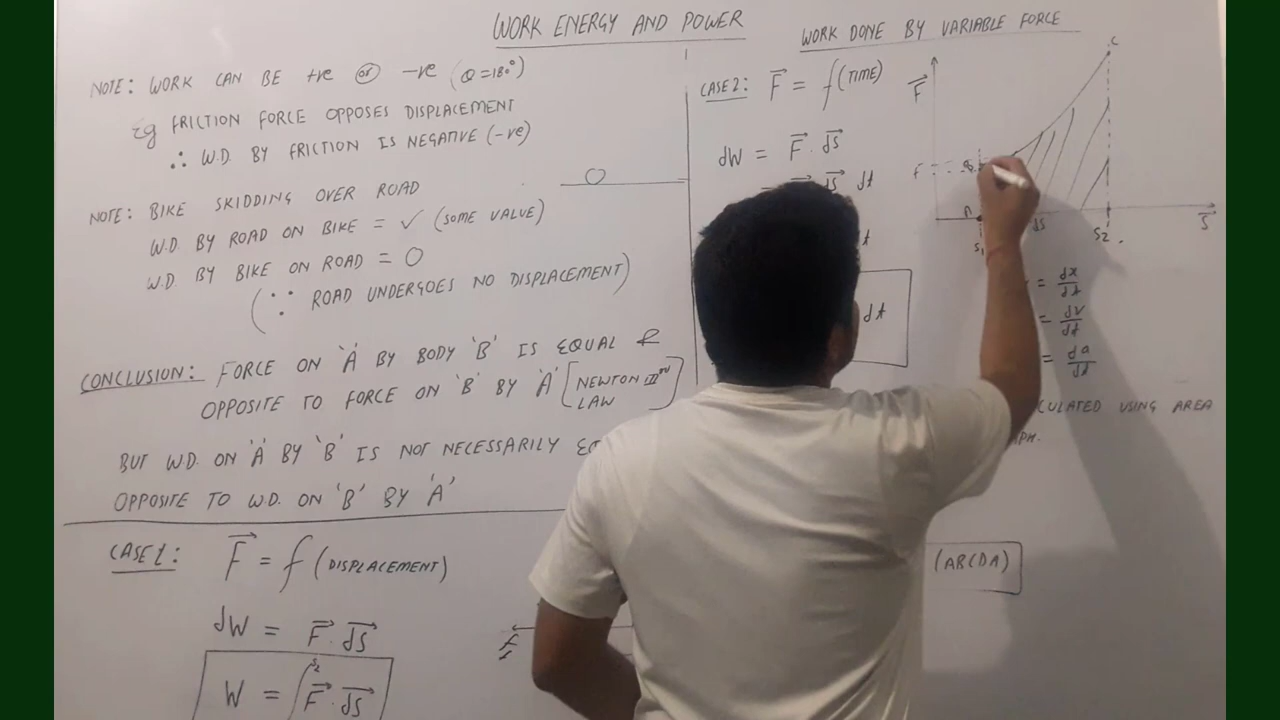 WORK ENERGY AND POWER
NOTE: WORK CAN BE +ve or -ve (θ=180°)
Eg FRICTION FORCE OPPOSES DISPLACEMENT
∴ W.D. BY FRICTION IS NEGATIVE (-ve)
NOTE: BIKE SKIDDING OVER ROAD
W.D BY ROAD ON BIKE = ✓ (SOME VALUE)
W.D BY BIKE ON ROAD = 0
(∵ ROAD UNDERGOES NO DISPLACEMENT)
CONCLUSION: FORCE ON 'A' BY BODY 'B' IS EQUAL &
OPPOSITE TO FORCE ON 'B' BY 'A' [NEWTON IIIrd LAW]
BUT W.D. ON 'A' BY 'B' IS NOT NECESSARILY
OPPOSITE TO W.D. ON 'B' BY 'A'
CASE 1: F⃗ = f (DISPLACEMENT)
dW = F⃗ . dS⃗
W = ∫ S2 F⃗ . dS⃗
WORK DONE BY VARIABLE FORCE
CASE 2: F⃗ = f(TIME)
dW = F⃗ . dS⃗
dS⃗ dt
t
dt
F⃗
C
F
B
A
dS
S1
S2
S⃗
= dx/dt
= dv/dt
= da/dt
CULATED USING AREA
APH.
(ABCDA)